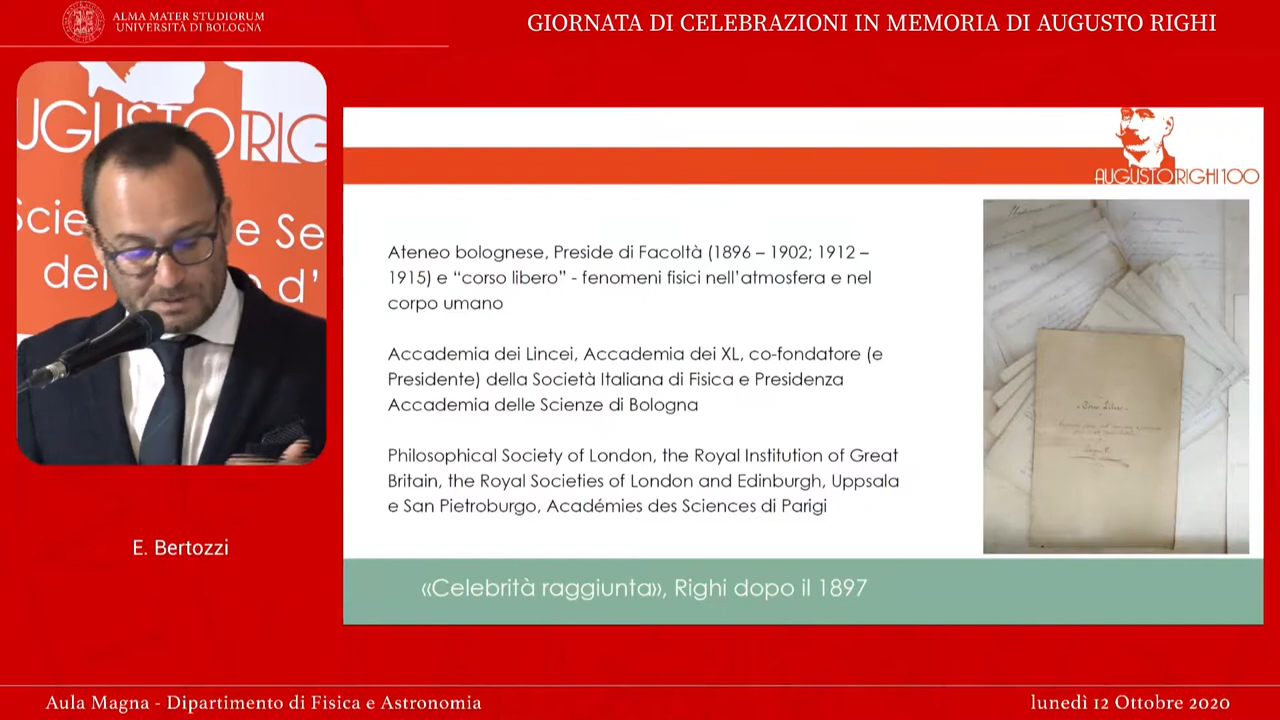 ALMA MATER STUDIORUM
UNIVERSITÀ DI BOLOGNA
GIORNATA DI CELEBRAZIONI IN MEMORIA DI AUGUSTO RIGHI
AUGUSTO RIGHI 100
Ateneo bolognese, Preside di Facoltà (1896 – 1902; 1912 –
1915) e “corso libero” - fenomeni fisici nell’atmosfera e nel
corpo umano
Accademia dei Lincei, Accademia dei XL, co-fondatore (e
Presidente) della Società Italiana di Fisica e Presidenza
Accademia delle Scienze di Bologna
Philosophical Society of London, the Royal Institution of Great
Britain, the Royal Societies of London and Edinburgh, Uppsala
e San Pietroburgo, Académies des Sciences di Parigi
«Celebrità raggiunta», Righi dopo il 1897
E. Bertozzi
Aula Magna - Dipartimento di Fisica e Astronomia
lunedì 12 Ottobre 2020